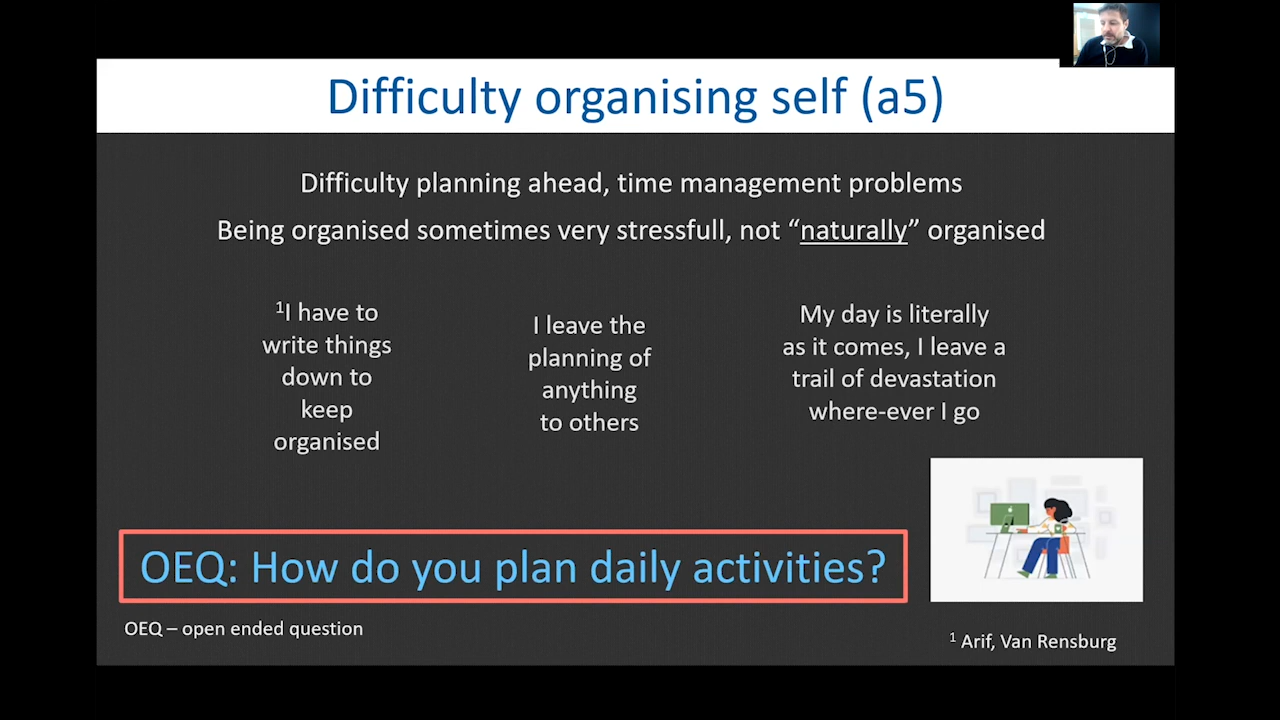 Difficulty organising self (a5)
Difficulty planning ahead, time management problems
Being organised sometimes very stressfull, not “naturally” organised
¹I have to
write things
down to
keep
organised
I leave the
planning of
anything
to others
My day is literally
as it comes, I leave a
trail of devastation
where-ever I go
OEQ: How do you plan daily activities?
OEQ – open ended question
¹ Arif, Van Rensburg